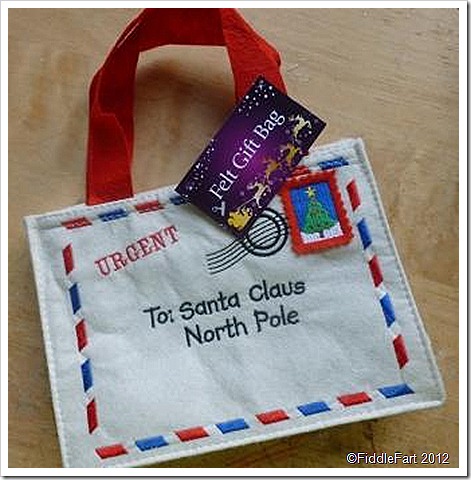 Felt Gift Bag
URGENT
To: Santa Claus
North Pole
©FiddleFart 2012